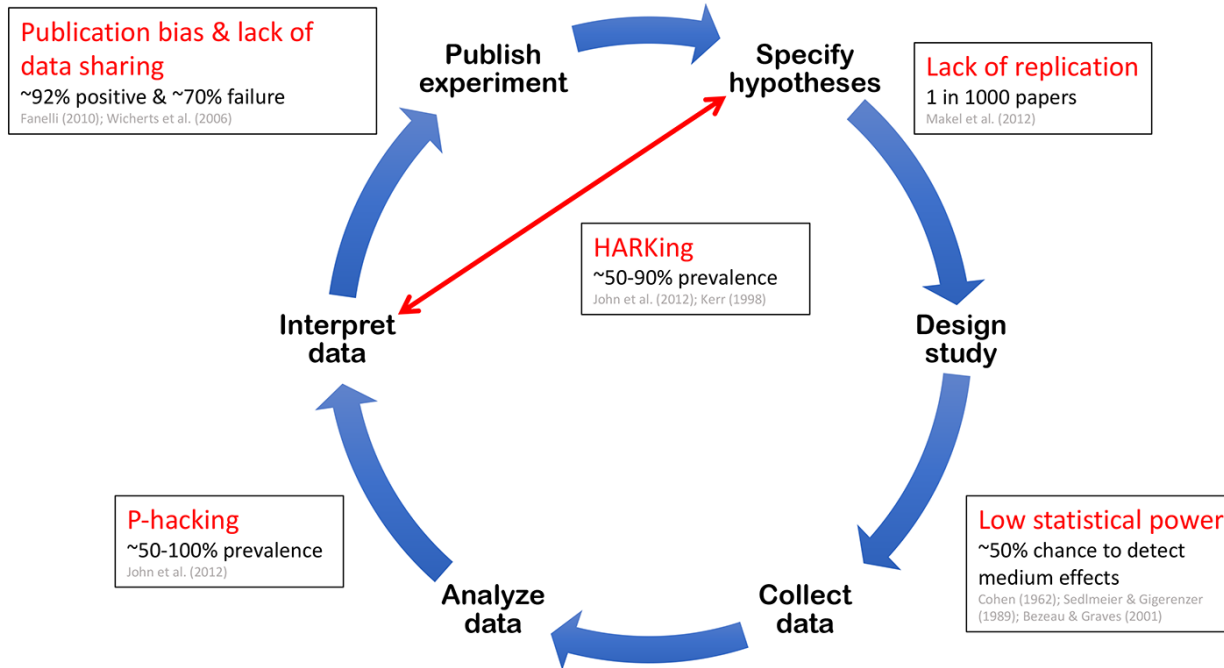 Publication bias & lack of
data sharing
~92% positive & ~70% failure
Fanelli (2010); Wicherts et al. (2006)
Publish
experiment
Specify
hypotheses
Lack of replication
1 in 1000 papers
Makel et al. (2012)
HARKing
~50-90% prevalence
John et al. (2012); Kerr (1998)
Interpret
data
Design
study
P-hacking
~50-100% prevalence
John et al. (2012)
Low statistical power
~50% chance to detect
medium effects
Cohen (1962); Sedlmeier & Gigerenzer
(1989); Bezeau & Graves (2001)
Analyze
data
Collect
data